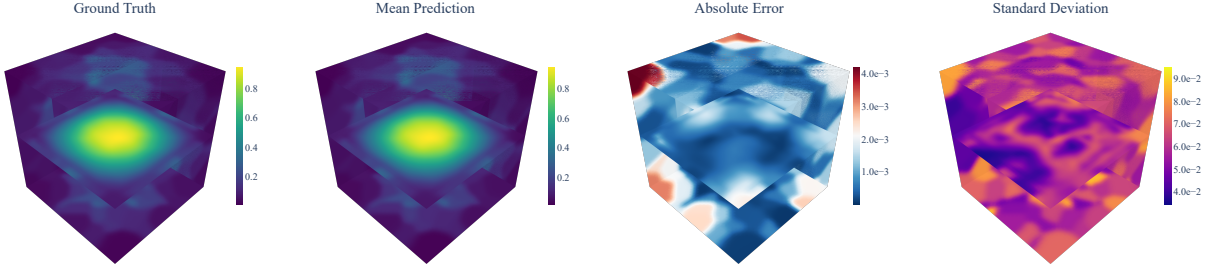 Ground Truth
Mean Prediction
Absolute Error
Standard Deviation
0.8
0.6
0.4
0.2
0.8
0.6
0.4
0.2
4.0e−3
3.0e−3
2.0e−3
1.0e−3
9.0e−2
8.0e−2
7.0e−2
6.0e−2
5.0e−2
4.0e−2